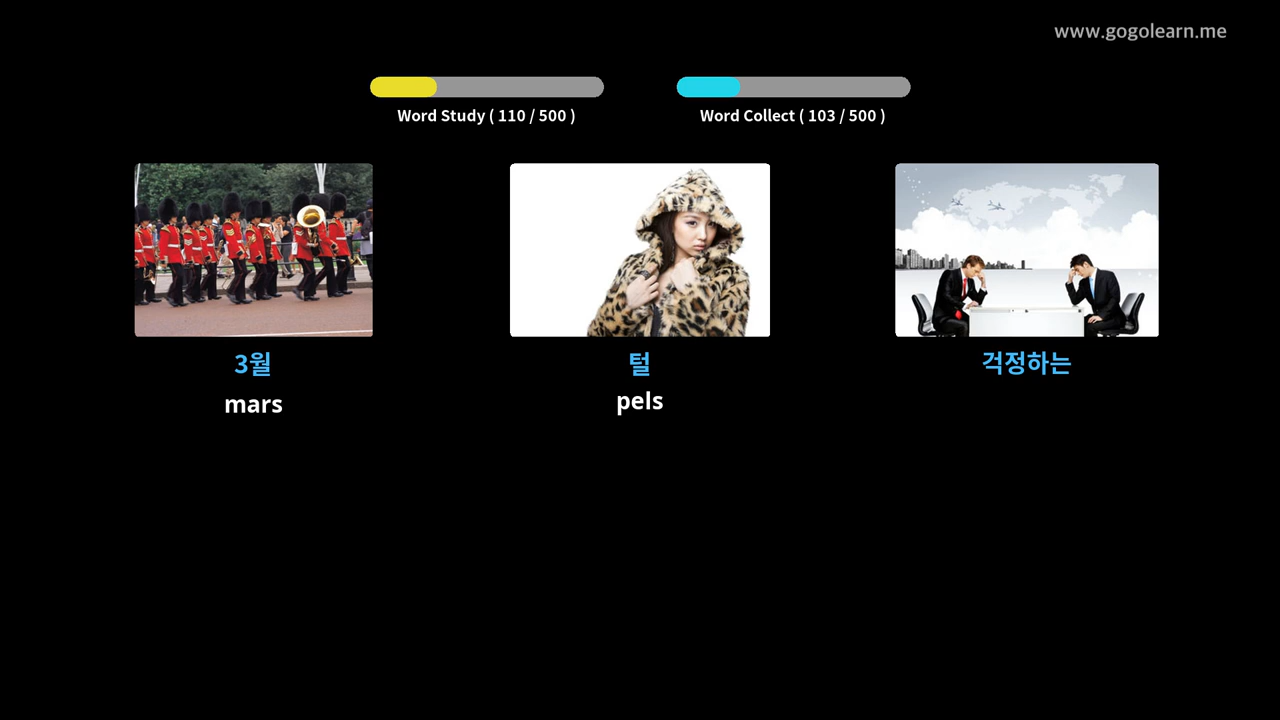 www.gogolearn.me
Word Study ( 110 / 500 )
Word Collect ( 103 / 500 )
3월
mars
털
pels
걱정하는